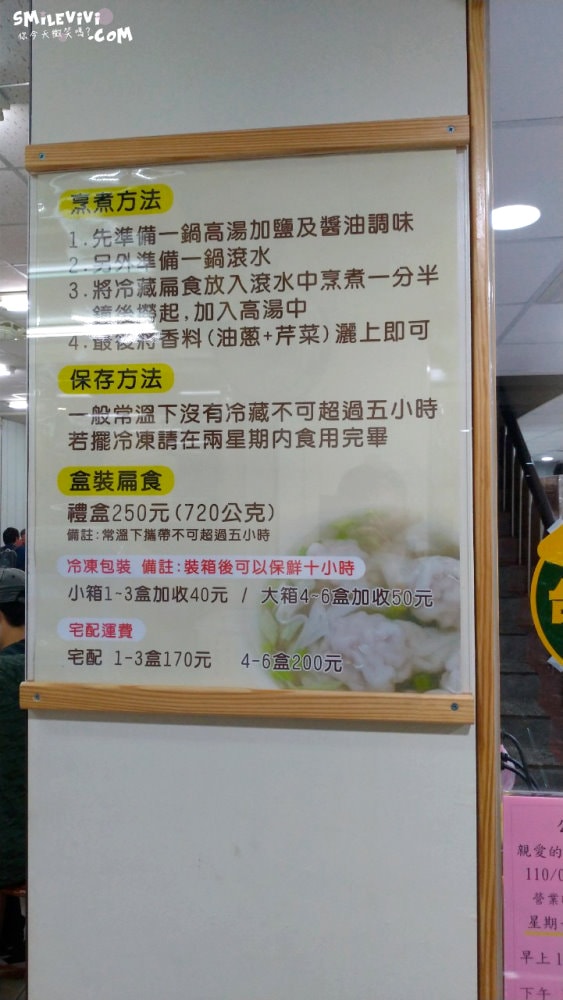 SMiLEViVi
你今天微笑嗎?
.COM
烹煮方法
1.先準備一鍋高湯加鹽及醬油調味
2.另外準備一鍋滾水
3.將冷藏扁食放入滾水中烹煮一分半
鐘後撈起,加入高湯中
4.最後將香料(油蔥+芹菜)灑上即可
保存方法
一般常溫下沒有冷藏不可超過五小時
若擺冷凍請在兩星期內食用完畢
盒裝扁食
禮盒250元(720公克)
備註:常溫下攜帶不可超過五小時
冷凍包裝 備註:裝箱後可以保鮮十小時
小箱1-3盒加收40元 / 大箱4-6盒加收50元
宅配運費
宅配 1-3盒170元 4-6盒200元
親愛的
110/0
營業
星期
早上1
下午